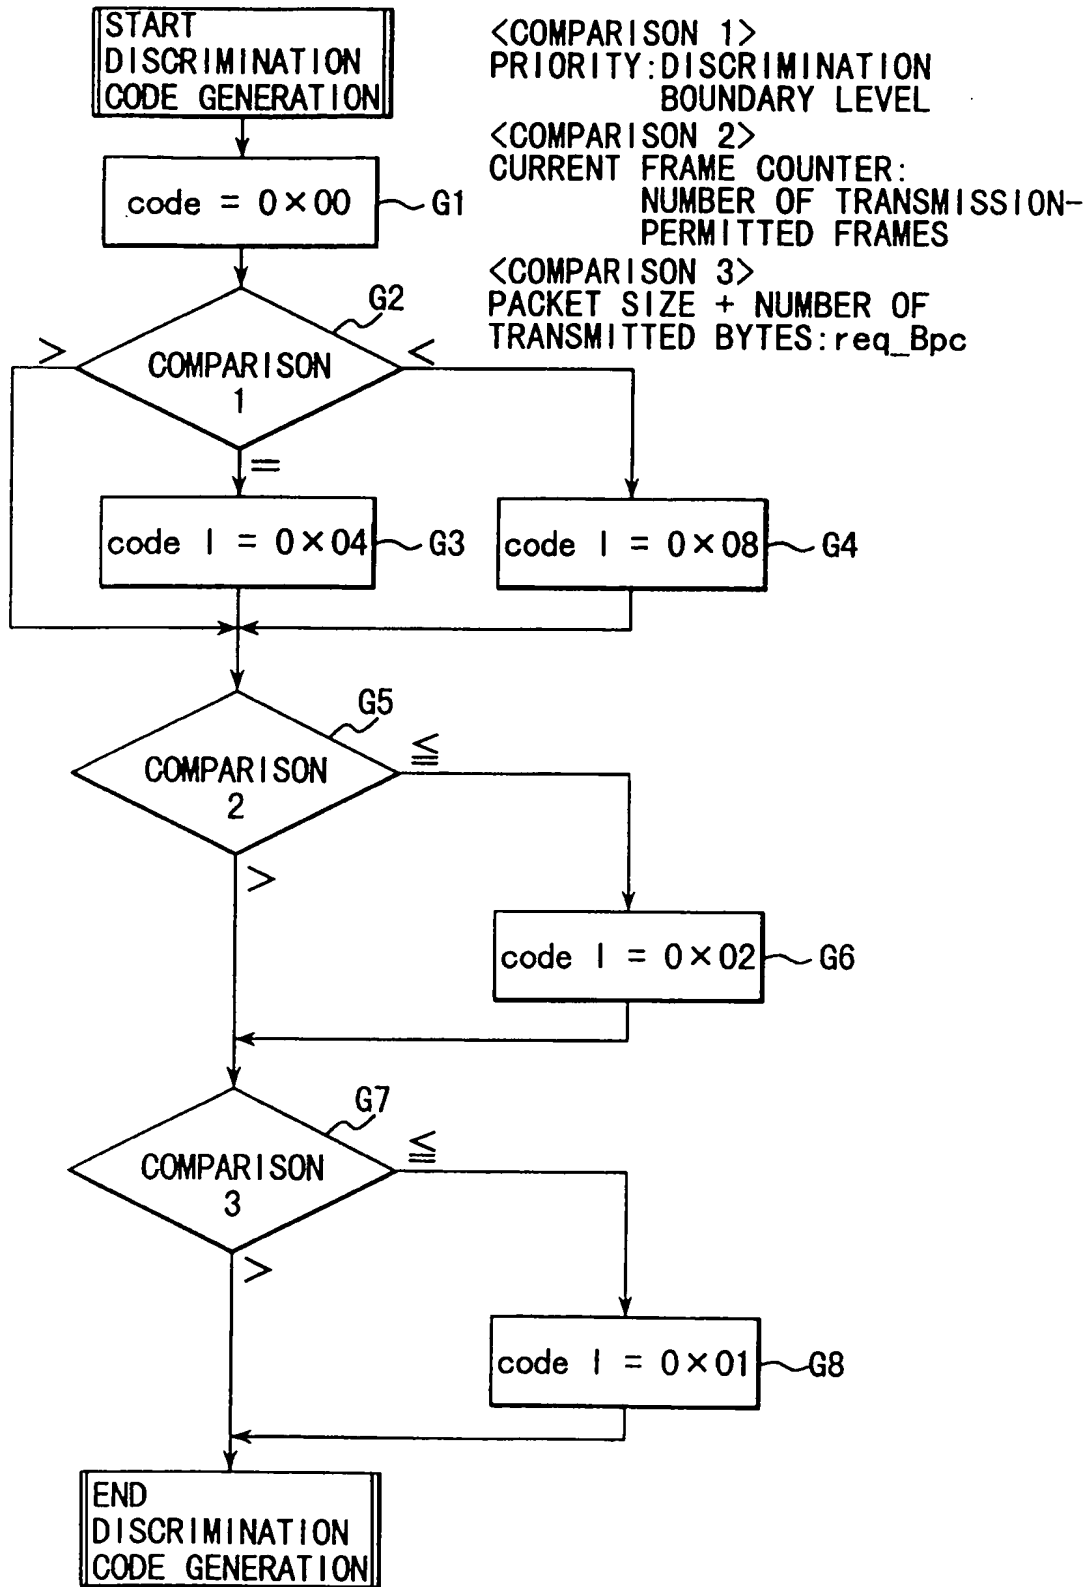 START
DISCRIMINATION
CODE GENERATION
<COMPARISON 1>
PRIORITY:DISCRIMINATION
BOUNDARY LEVEL
<COMPARISON 2>
CURRENT FRAME COUNTER:
NUMBER OF TRANSMISSION-
PERMITTED FRAMES
<COMPARISON 3>
PACKET SIZE + NUMBER OF
TRANSMITTED BYTES:req_Bpc
code = 0×00
G1
G2
>
<
COMPARISON
1
=
code | = 0×04
G3
code | = 0×08
G4
G5
COMPARISON
2
≦
>
code | = 0×02
G6
G7
COMPARISON
3
≦
>
code | = 0×01
G8
END
DISCRIMINATION
CODE GENERATION